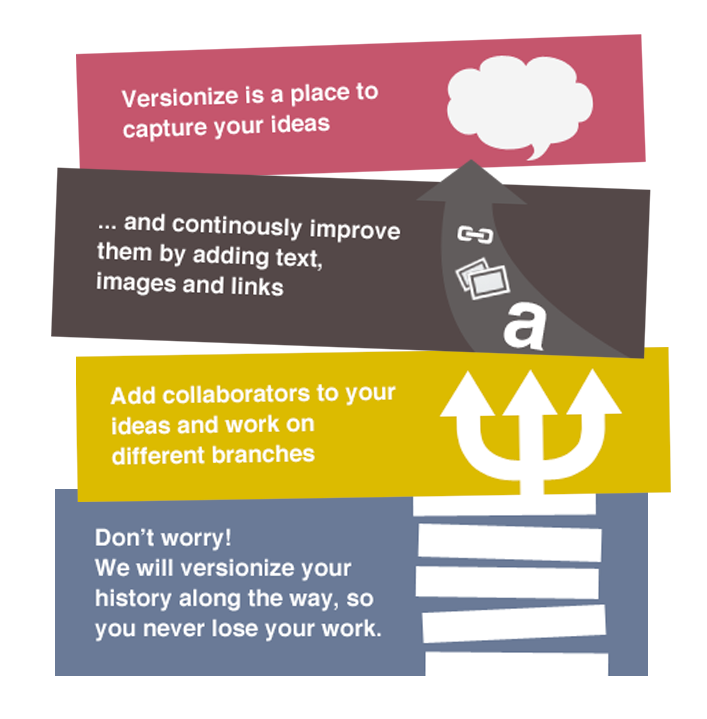 Versionize is a place to
capture your ideas
... and continously improve
them by adding text,
images and links
a
Add collaborators to your
ideas and work on
different branches
Don't worry!
We will versionize your
history along the way, so
you never lose your work.